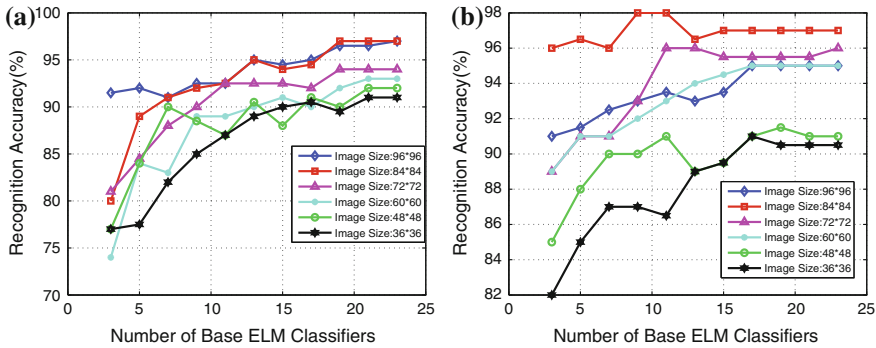 (a)
100
95
90
85
80
75
70
Recognition Accuracy(%)
Image Size:96*96
Image Size:84*84
Image Size:72*72
Image Size:60*60
Image Size:48*48
Image Size:36*36
0 5 10 15 20 25
Number of Base ELM Classifiers
(b)
98
96
94
92
90
88
86
84
82
Recognition Accuracy(%)
Image Size:96*96
Image Size:84*84
Image Size:72*72
Image Size:60*60
Image Size:48*48
Image Size:36*36
0 5 10 15 20 25
Number of Base ELM Classifiers